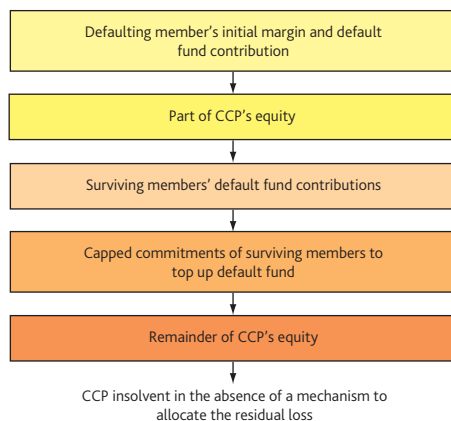 Defaulting member's initial margin and default
fund contribution
Part of CCP's equity
Surviving members' default fund contributions
Capped commitments of surviving members to
top up default fund
Remainder of CCP's equity
CCP insolvent in the absence of a mechanism to
allocate the residual loss